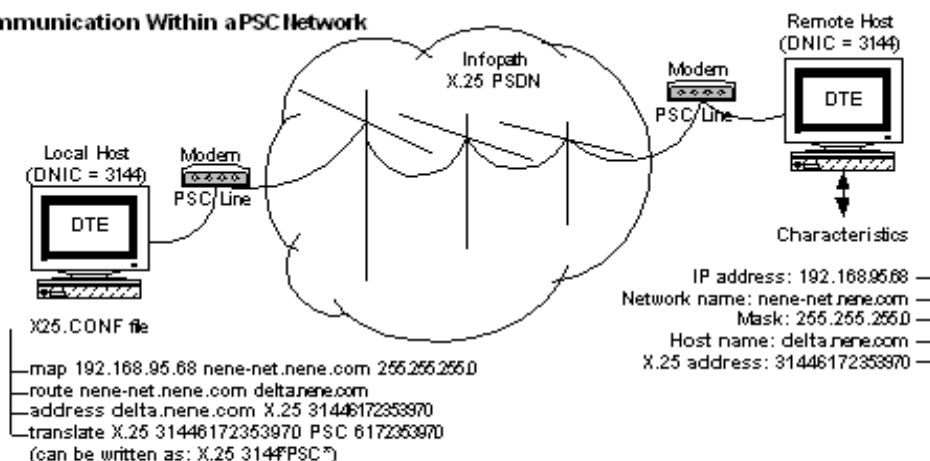 mmunication Within a PSC Network
Remote Host
(DNIC = 3144)
Infopath
X.25 PSDN
Modem
PSC Line
DTE
Local Host
(DNIC = 3144)
Modem
PSC Line
DTE
Characteristics
IP address: 192.168.95.68
Network name: nene-net.nene.com
Mask: 255.255.255.0
Host name: delta.nene.com
X.25 address: 31446172353970
X25.CONF file
map 192.168.95.68 nene-net.nene.com 255.255.255.0
route nene-net.nene.com delta.nene.com
address delta.nene.com X.25 31446172353970
translate X.25 31446172353970 PSC 6172353970
(can be written as: X.25 3144*PSC*)